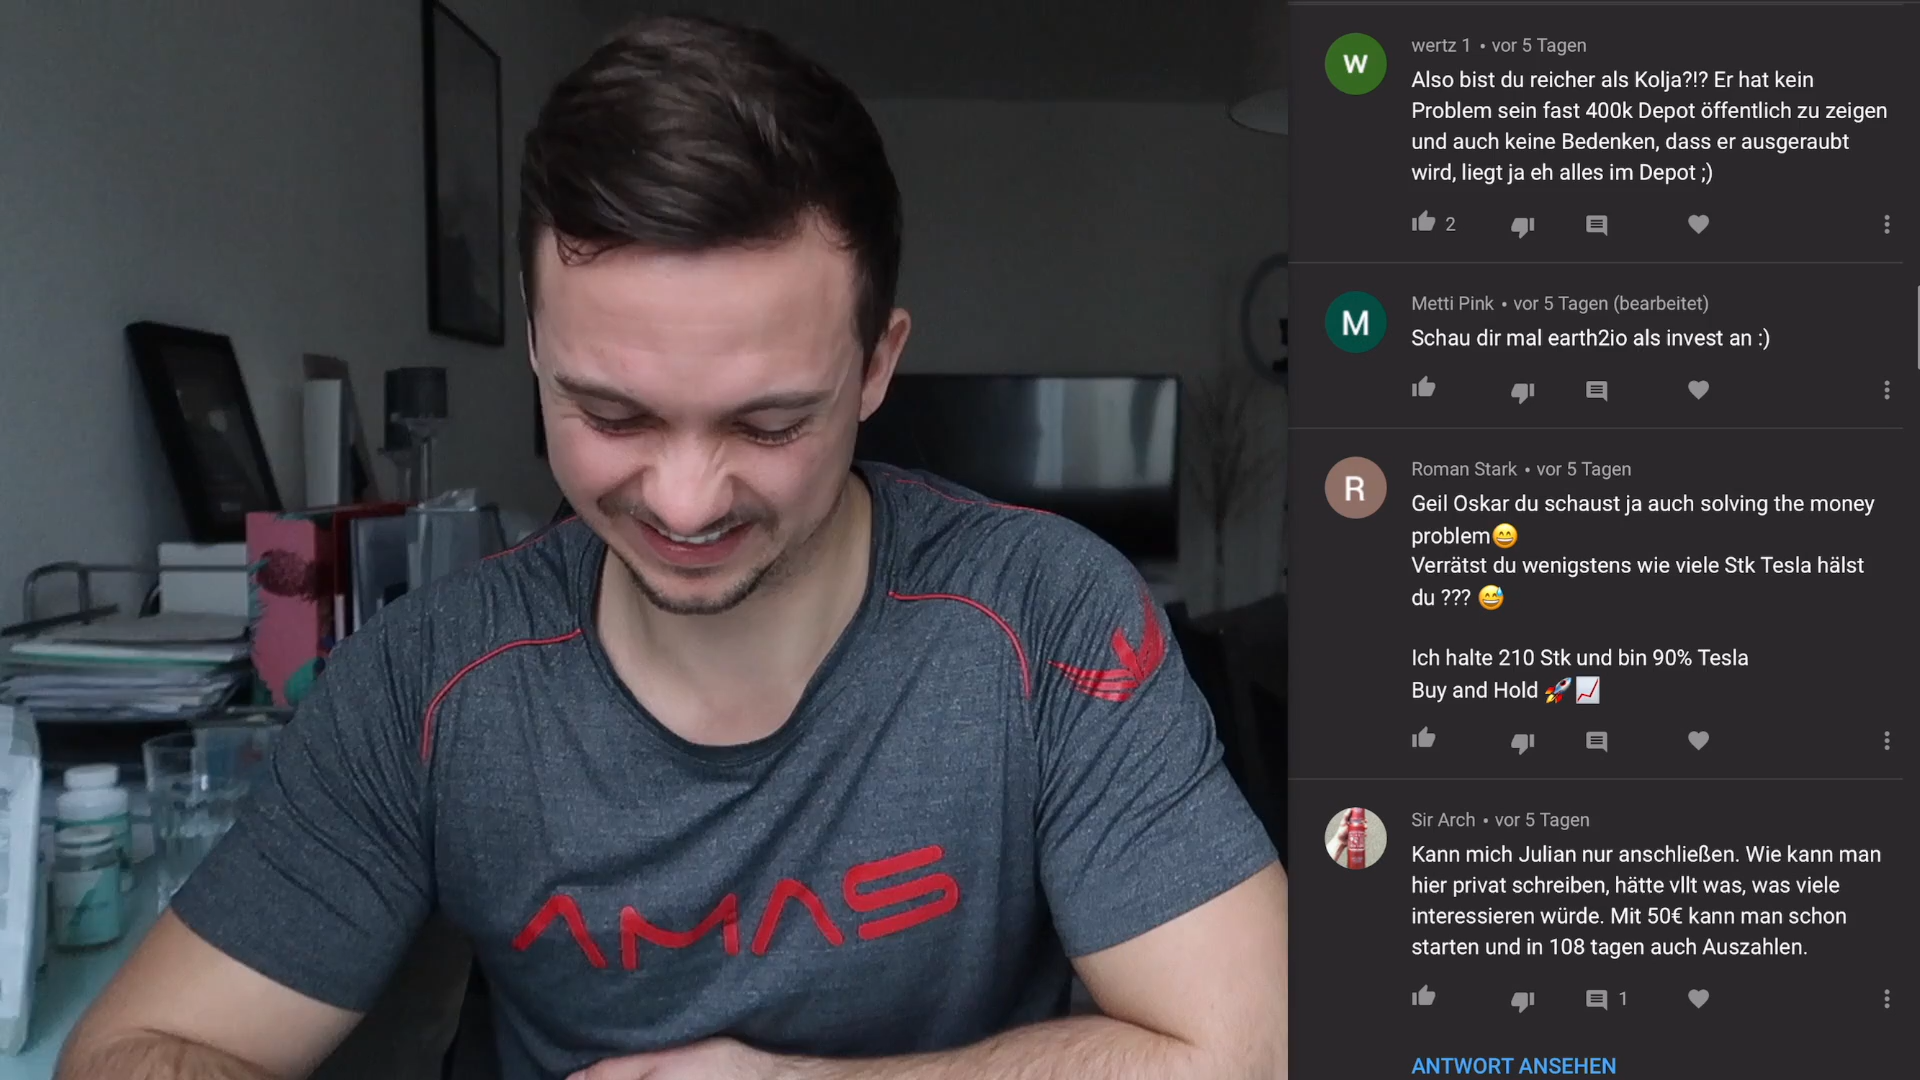 W
wertz 1 • vor 5 Tagen
Also bist du reicher als Kolja?!? Er hat kein
Problem sein fast 400k Depot öffentlich zu zeigen
und auch keine Bedenken, dass er ausgeraubt
wird, liegt ja eh alles im Depot ;)
2
M
Metti Pink • vor 5 Tagen (bearbeitet)
Schau dir mal earth2io als invest an :)
R
Roman Stark • vor 5 Tagen
Geil Oskar du schaust ja auch solving the money
problem😄
Verrätst du wenigstens wie viele Stk Tesla hälst
du ??? 😅
Ich halte 210 Stk und bin 90% Tesla
Buy and Hold 🚀📈
Sir Arch • vor 5 Tagen
Kann mich Julian nur anschließen. Wie kann man
hier privat schreiben, hätte vllt was, was viele
interessieren würde. Mit 50€ kann man schon
starten und in 108 tagen auch Auszahlen.
1
ANTWORT ANSEHEN
AMAS